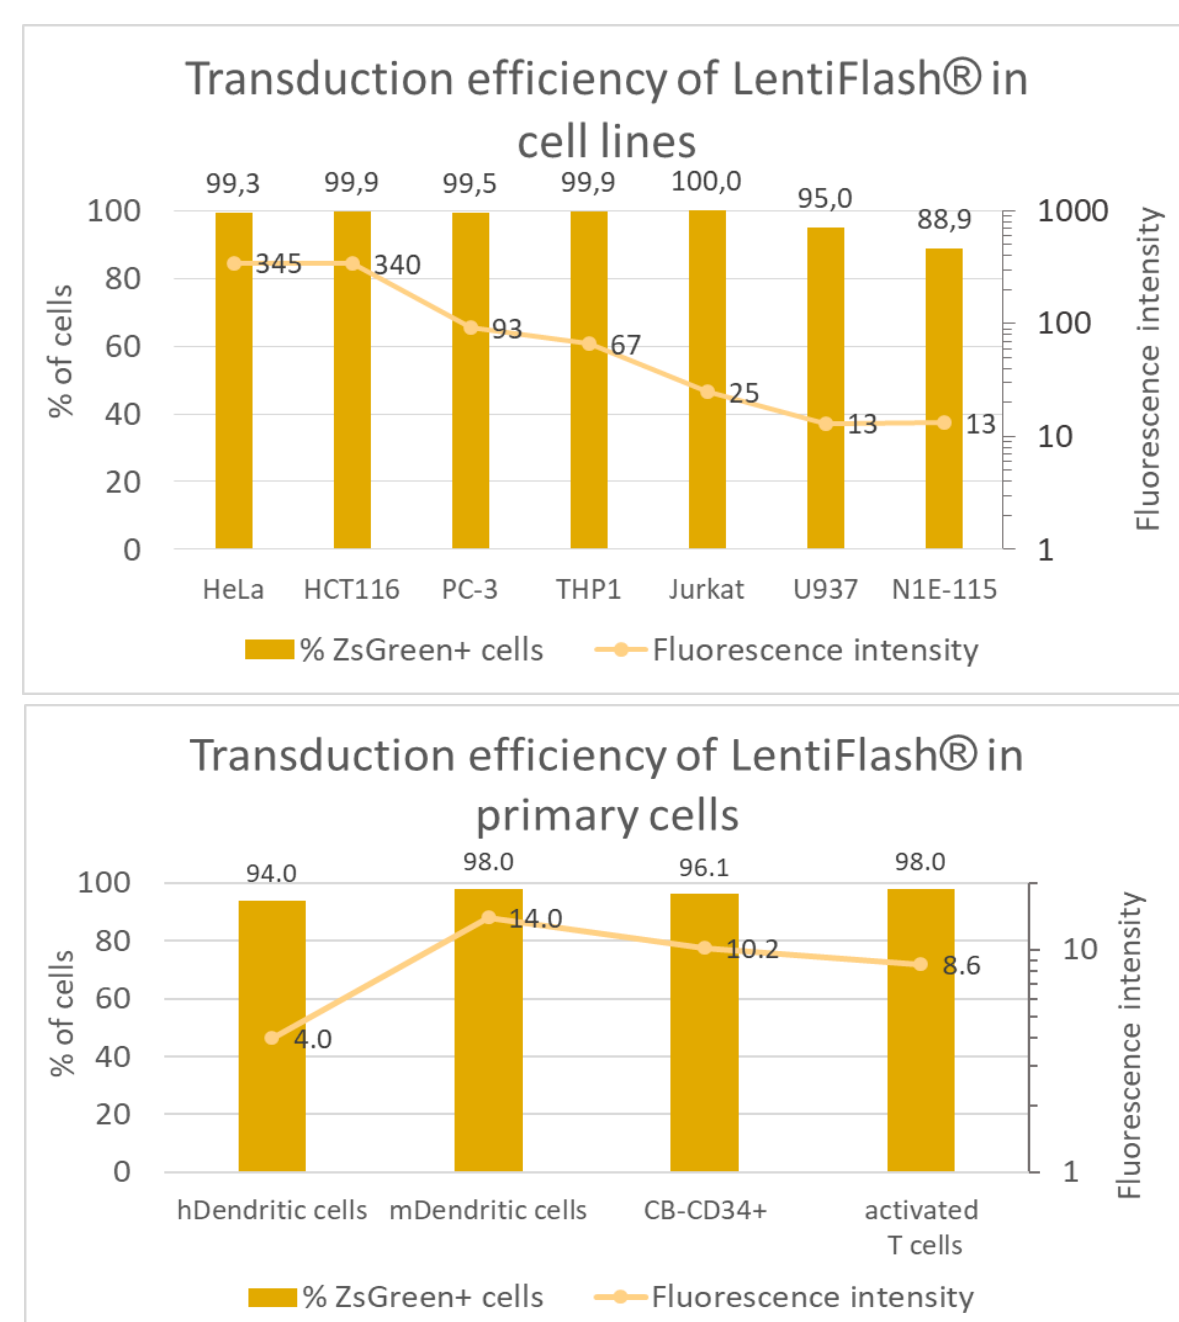 Transduction efficiency of LentiFlash® in
cell lines
99,3 99,9 99,5 99,9 100,0 95,0 88,9
100 1000
80 100
60 10
40 1
20
0
% of cells
Fluorescence intensity
345 340 93 67 25 13 13
HeLa HCT116 PC-3 THP1 Jurkat U937 N1E-115
% ZsGreen+ cells Fluorescence intensity
Transduction efficiency of LentiFlash® in
primary cells
94.0 98.0 96.1 98.0
100
80 10
60
40
20
0 1
% of cells
Fluorescence intensity
4.0 14.0 10.2 8.6
hDendritic cells mDendritic cells CB-CD34+ activated
T cells
% ZsGreen+ cells Fluorescence intensity